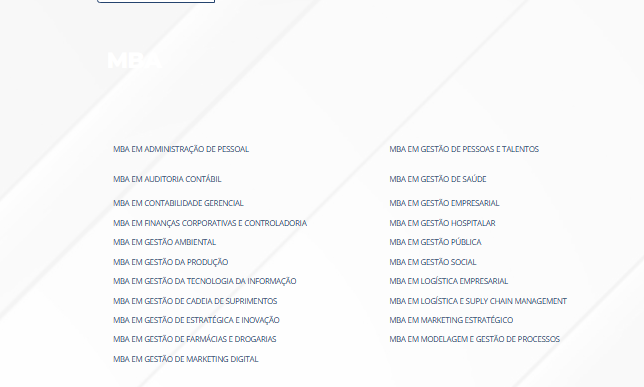 MBA
MBA EM ADMINISTRAÇÃO DE PESSOAL
MBA EM AUDITORIA CONTÁBIL
MBA EM CONTABILIDADE GERENCIAL
MBA EM FINANÇAS CORPORATIVAS E CONTROLADORIA
MBA EM GESTÃO AMBIENTAL
MBA EM GESTÃO DA PRODUÇÃO
MBA EM GESTÃO DA TECNOLOGIA DA INFORMAÇÃO
MBA EM GESTÃO DE CADEIA DE SUPRIMENTOS
MBA EM GESTÃO DE ESTRATÉGICA E INOVAÇÃO
MBA EM GESTÃO DE FARMÁCIAS E DROGARIAS
MBA EM GESTÃO DE MARKETING DIGITAL
MBA EM GESTÃO DE PESSOAS E TALENTOS
MBA EM GESTÃO DE SAÚDE
MBA EM GESTÃO EMPRESARIAL
MBA EM GESTÃO HOSPITALAR
MBA EM GESTÃO PÚBLICA
MBA EM GESTÃO SOCIAL
MBA EM LOGÍSTICA EMPRESARIAL
MBA EM LOGÍSTICA E SUPLY CHAIN MANAGEMENT
MBA EM MARKETING ESTRATÉGICO
MBA EM MODELAGEM E GESTÃO DE PROCESSOS